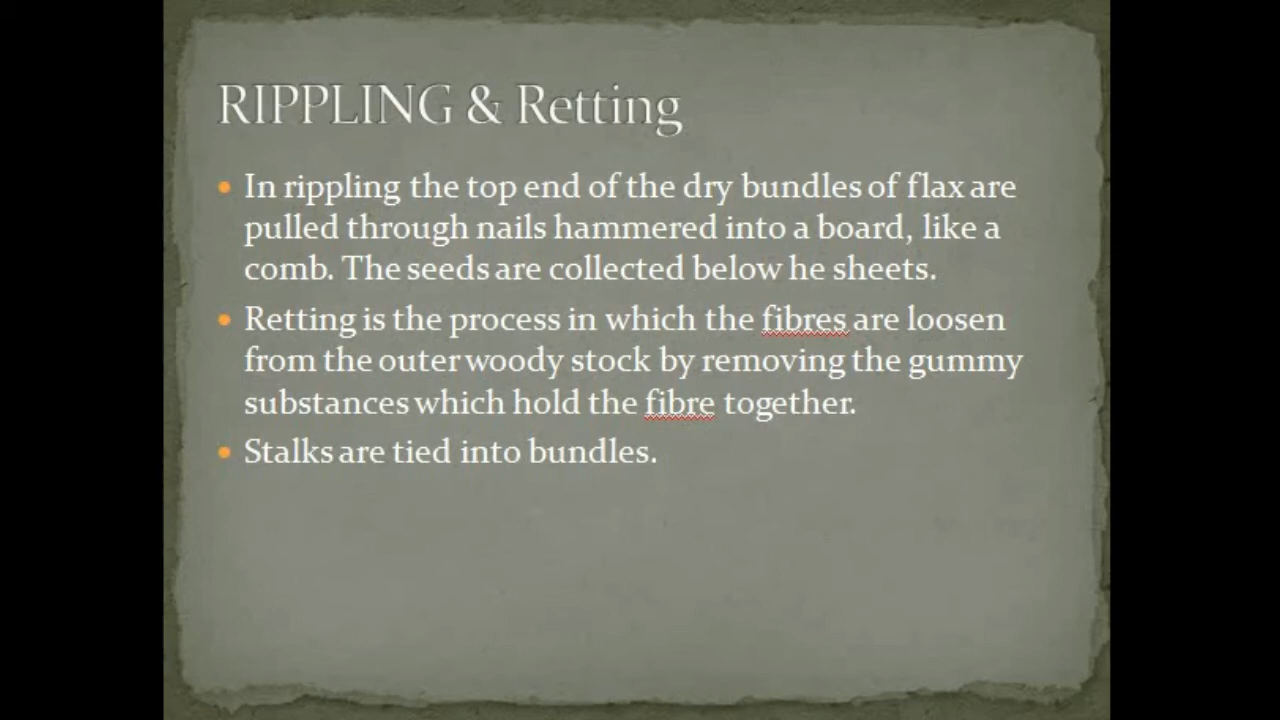 RIPPLING & Retting
• In rippling the top end of the dry bundles of flax are
pulled through nails hammered into a board, like a
comb. The seeds are collected below he sheets.
• Retting is the process in which the fibres are loosen
from the outer woody stock by removing the gummy
substances which hold the fibre together.
• Stalks are tied into bundles.